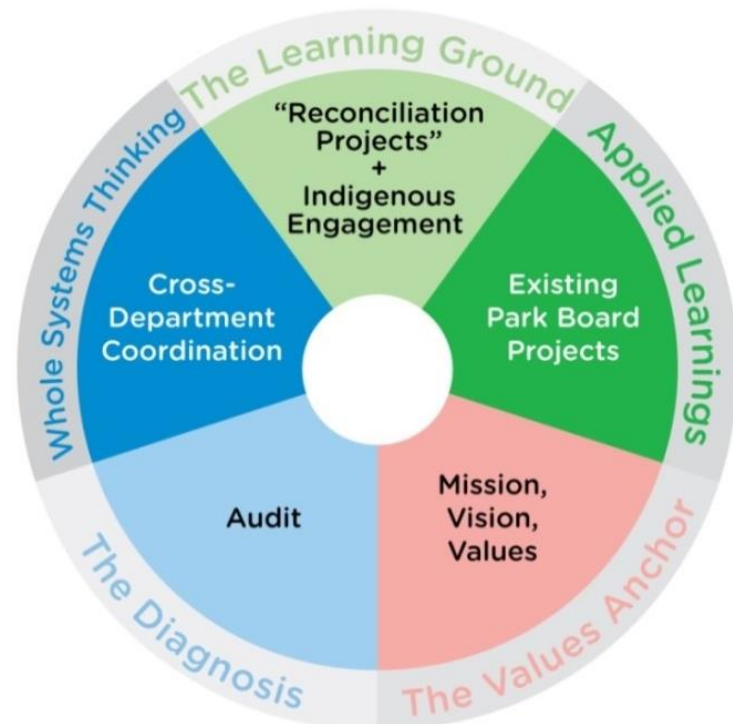 The Learning Ground
"Reconciliation
Projects"
+
Indigenous
Engagement
Applied Learnings
Existing
Park Board
Projects
The Values Anchor
Mission,
Vision,
Values
The Diagnosis
Audit
Whole Systems Thinking
Cross-
Department
Coordination